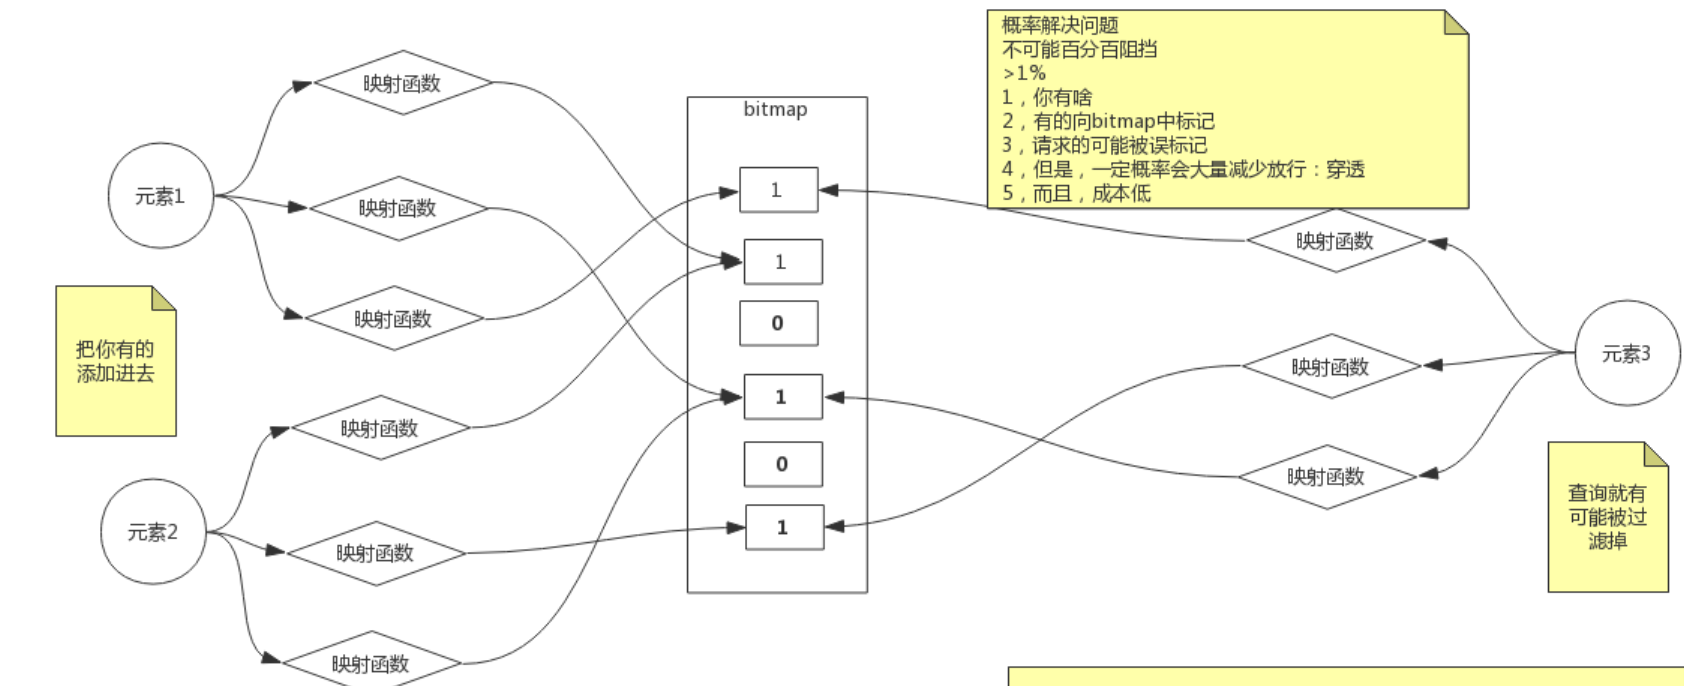 概率解决问题
不可能百分百阻挡
>1%
1，你有啥
2，有的向bitmap中标记
3，请求的可能被误标记
4，但是，一定概率会大量减少放行：穿透
5，而且，成本低
映射函数
bitmap
元素1
1
映射函数
映射函数
1
映射函数
0
元素3
把你有的
添加进去
映射函数
映射函数
1
映射函数
0
映射函数
查询就有
可能被过
滤掉
元素2
1
映射函数
映射函数